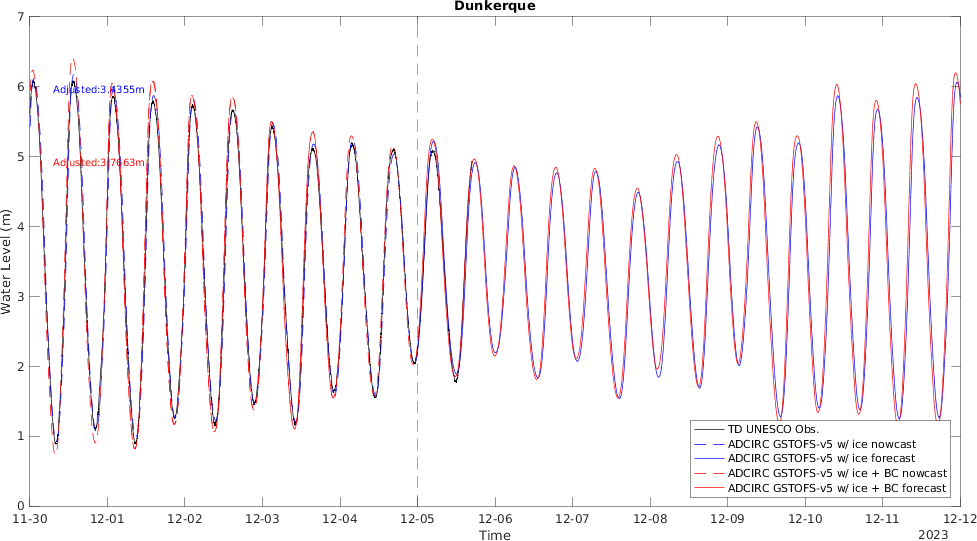 Dunkerque
7
6
5
4
3
2
1
0
Water Level (m)
Adjusted:3.4355m
Adjusted:3.7663m
TD UNESCO Obs.
ADCIRC GSTOFS-v5 w/ ice nowcast
ADCIRC GSTOFS-v5 w/ ice forecast
ADCIRC GSTOFS-v5 w/ ice + BC nowcast
ADCIRC GSTOFS-v5 w/ ice + BC forecast
11-30 12-01 12-02 12-03 12-04 12-05 12-06 12-07 12-08 12-09 12-10 12-11 12-12
Time
2023